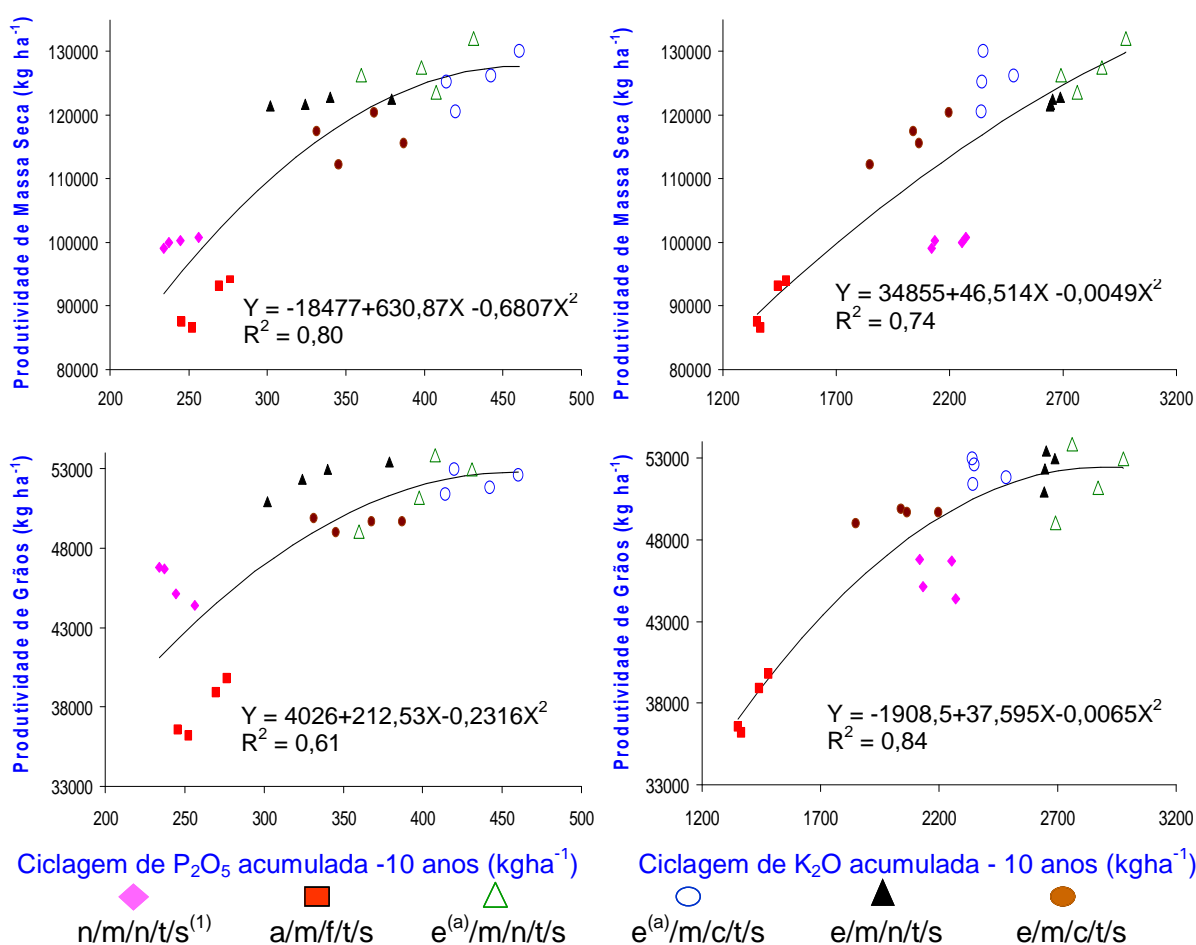 Produtividade de Massa Seca (kg ha⁻¹)
130000
120000
110000
100000
90000
80000
200 250 300 350 400 450 500
Y = -18477+630,87X -0,6807X²
R² = 0,80
Produtividade de Massa Seca (kg ha⁻¹)
130000
120000
110000
100000
90000
80000
1200 1700 2200 2700 3200
Y = 34855+46,514X -0,0049X²
R² = 0,74
Produtividade de Grãos (kg ha⁻¹)
53000
48000
43000
38000
33000
200 250 300 350 400 450 500
Y = 4026+212,53X-0,2316X²
R² = 0,61
Produtividade de Grãos (kg ha⁻¹)
53000
48000
43000
38000
33000
1200 1700 2200 2700 3200
Y = -1908,5+37,595X-0,0065X²
R² = 0,84
Ciclagem de P₂O₅ acumulada -10 anos (kgha⁻¹)
Ciclagem de K₂O acumulada - 10 anos (kgha⁻¹)
n/m/n/t/s⁽¹⁾ a/m/f/t/s e⁽ᵃ⁾/m/n/t/s e⁽ᵃ⁾/m/c/t/s e/m/n/t/s e/m/c/t/s